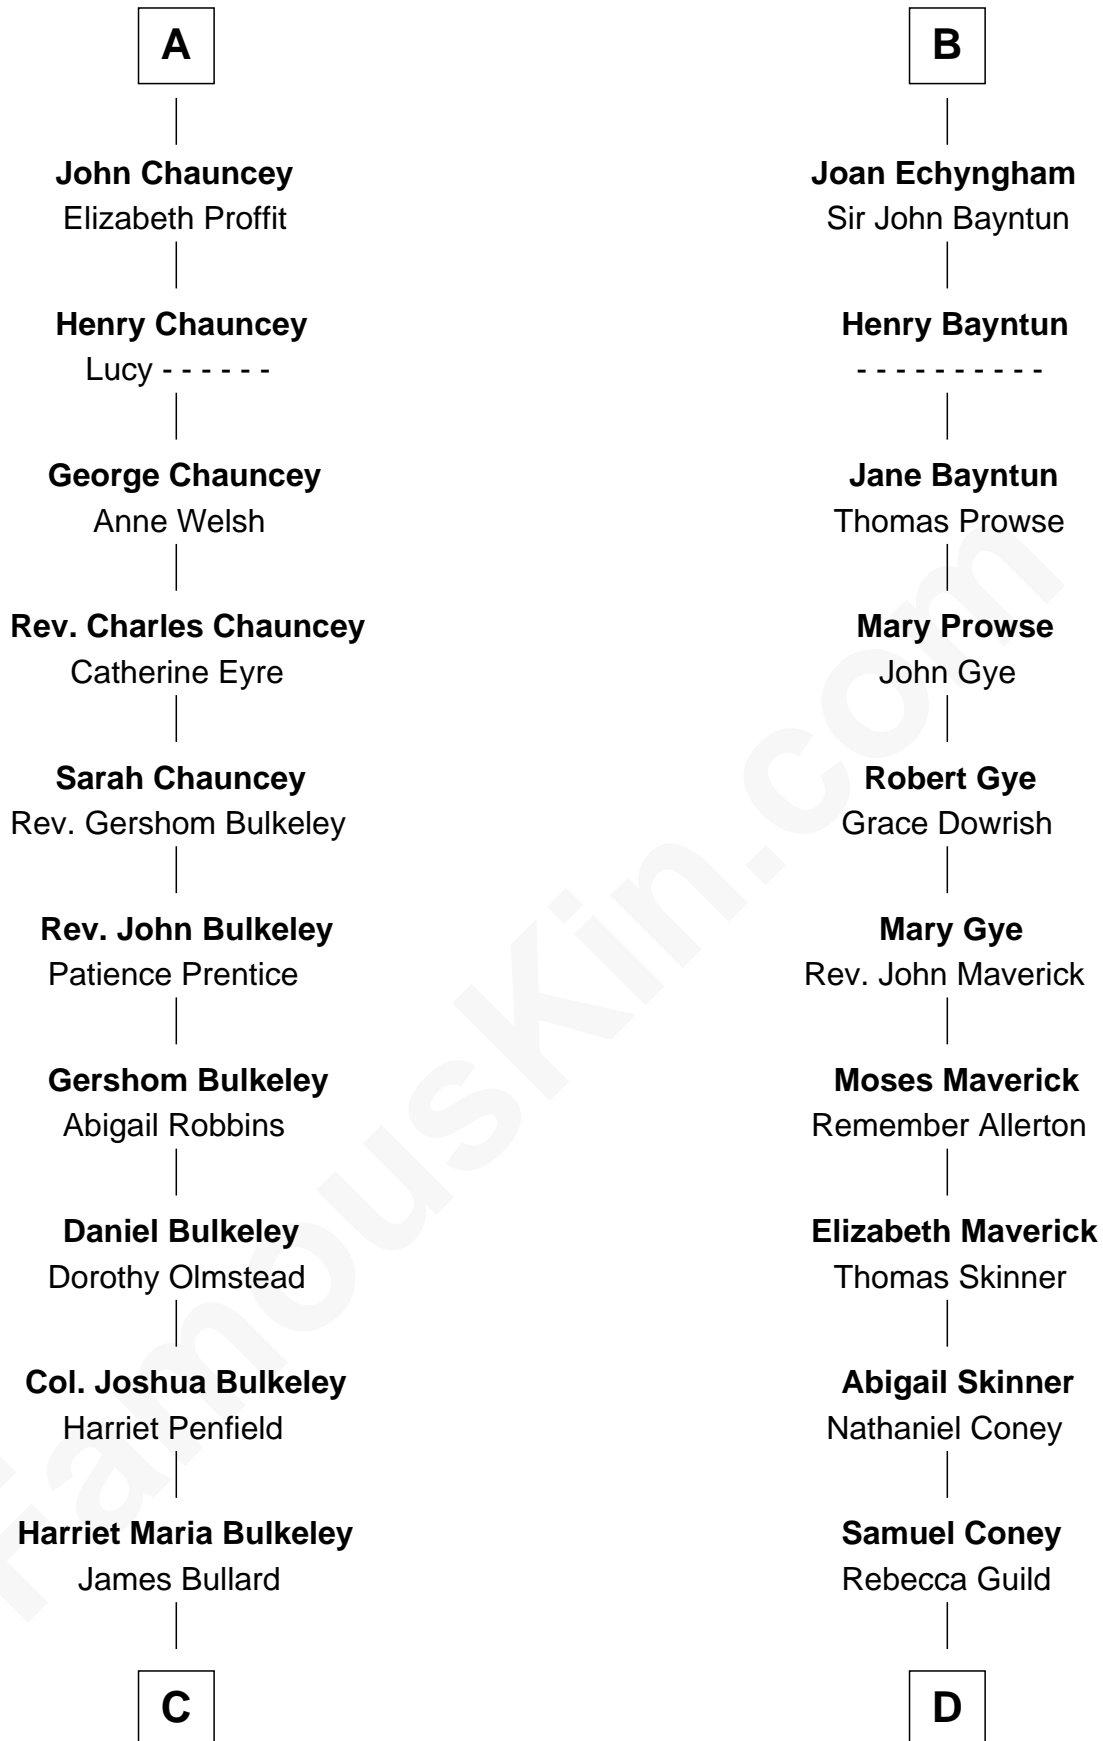 A
John Chauncey
Elizabeth Proffit
Henry Chauncey
Lucy - - - - - -
George Chauncey
Anne Welsh
Rev. Charles Chauncey
Catherine Eyre
Sarah Chauncey
Rev. Gershom Bulkeley
Rev. John Bulkeley
Patience Prentice
Gershom Bulkeley
Abigail Robbins
Daniel Bulkeley
Dorothy Olmstead
Col. Joshua Bulkeley
Harriet Penfield
Harriet Maria Bulkeley
James Bullard
C
B
Joan Echyngham
Sir John Bayntun
Henry Bayntun
- - - - - - - - - -
Jane Bayntun
Thomas Prowse
Mary Prowse
John Gye
Robert Gye
Grace Dowrish
Mary Gye
Rev. John Maverick
Moses Maverick
Remember Allerton
Elizabeth Maverick
Thomas Skinner
Abigail Skinner
Nathaniel Coney
Samuel Coney
Rebecca Guild
D
FamousKin.com